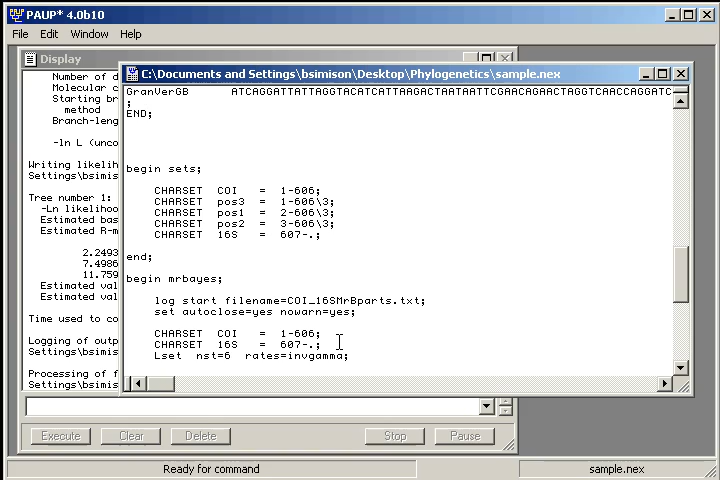 PAUP* 4.0b10
File Edit Window Help
Display
C:\Documents and Settings\bsimison\Desktop\Phylogenetics\sample.nex
Number of d
Molecular c
Starting br
method
Branch-leng
-ln L (unco
Writing likelih
Settings\bsimis
Tree number 1:
-Ln likelihoo
Estimated bas
Estimated R-m
2.2493
7.4986
11.759
Estimated val
Estimated val
Time used to co
Logging of outp
Settings\bsimis
Processing of f
Settings\bsimis
GranVerGB ATCAGGATTATTAGGTACATCATTAAGACTAATAATTCGAACAGAACTAGGTCAACCAGGATC
;
END;
begin sets;
CHARSET COI = 1-606;
CHARSET pos3 = 1-606\3;
CHARSET pos1 = 2-606\3;
CHARSET pos2 = 3-606\3;
CHARSET 16S = 607-.;
end;
begin mrbayes;
log start filename=COI_16SMrBparts.txt;
set autoclose=yes nowarn=yes;
CHARSET COI = 1-606;
CHARSET 16S = 607-.;
Lset nst=6 rates=invgamma;
Execute Clear Delete Stop Pause
Ready for command sample.nex